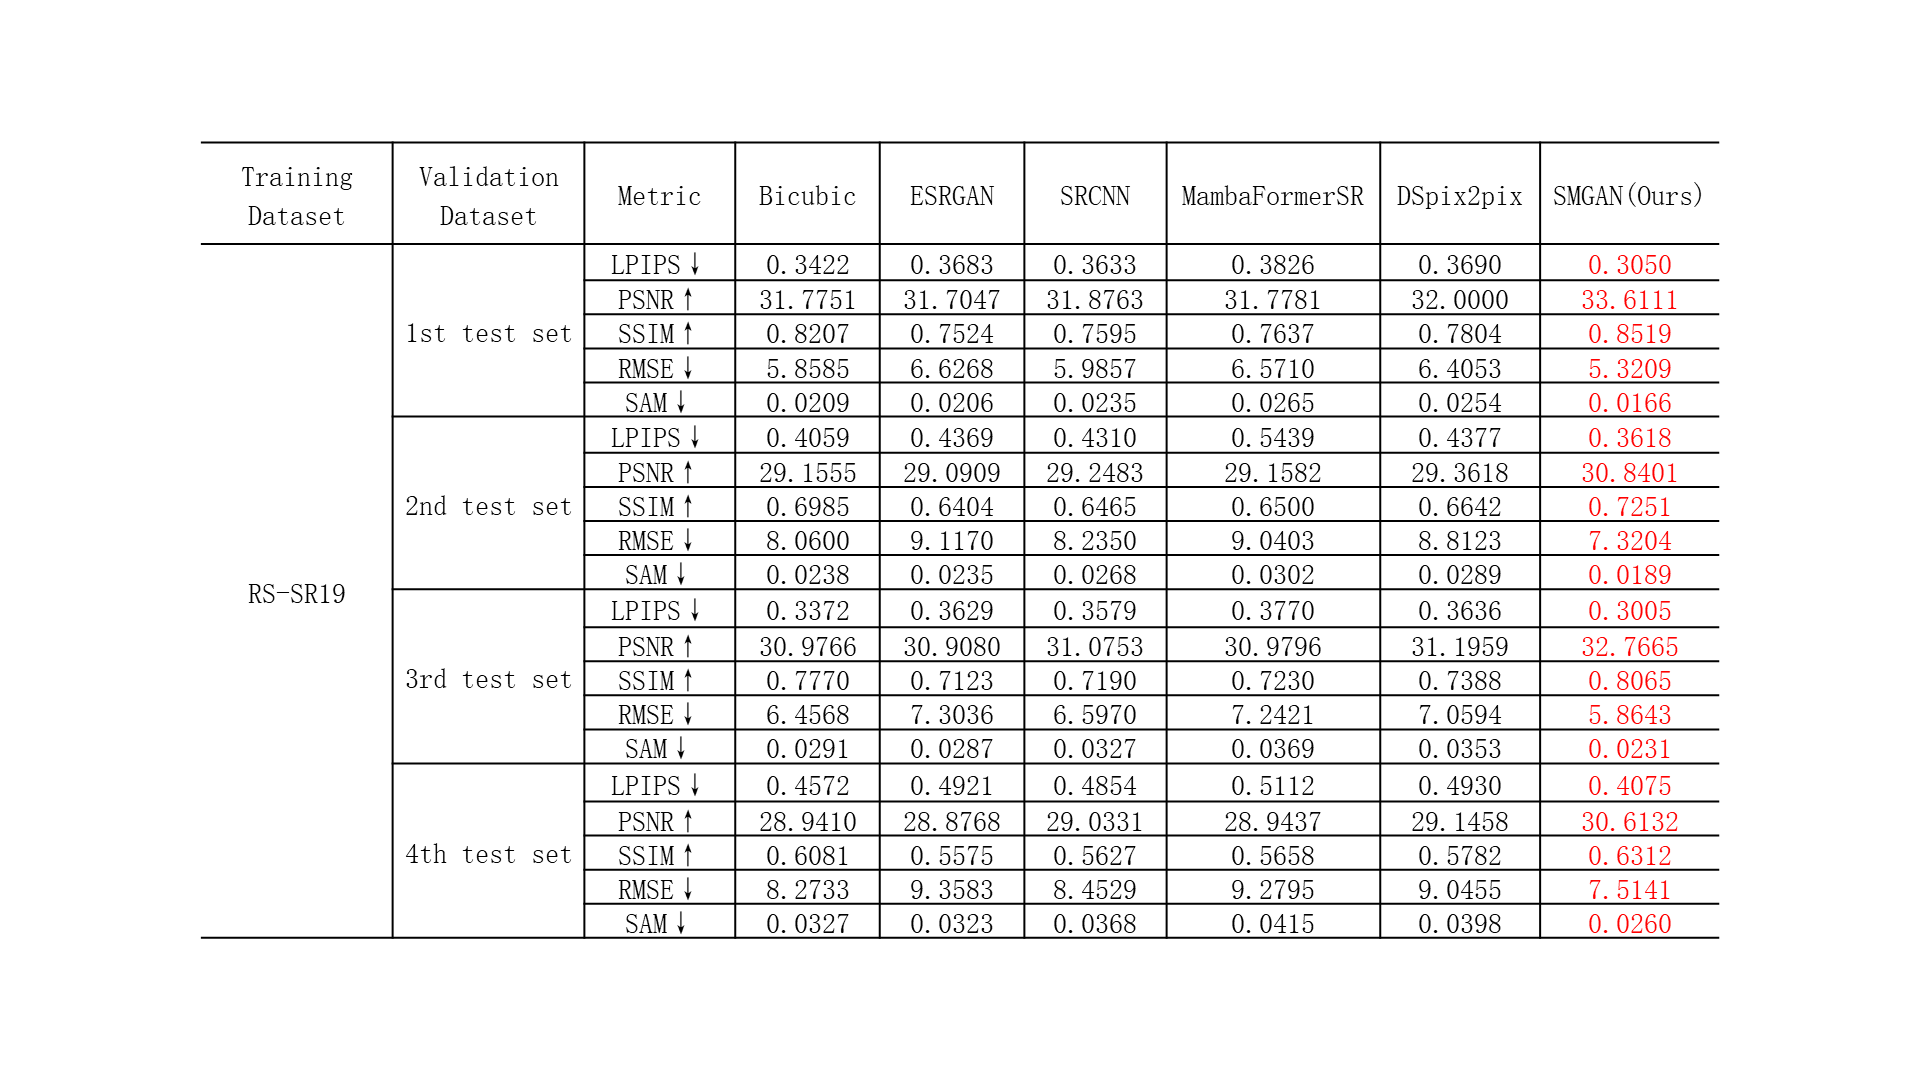 Training Dataset Validation Dataset Metric Bicubic ESRGAN SRCNN MambaFormerSR DSpix2pix SMGAN(Ours)
RS-SR19
1st test set
LPIPS↓ 0.3422 0.3683 0.3633 0.3826 0.3690 0.3050
PSNR↑ 31.7751 31.7047 31.8763 31.7781 32.0000 33.6111
SSIM↑ 0.8207 0.7524 0.7595 0.7637 0.7804 0.8519
RMSE↓ 5.8585 6.6268 5.9857 6.5710 6.4053 5.3209
SAM↓ 0.0209 0.0206 0.0235 0.0265 0.0254 0.0166
2nd test set
LPIPS↓ 0.4059 0.4369 0.4310 0.5439 0.4377 0.3618
PSNR↑ 29.1555 29.0909 29.2483 29.1582 29.3618 30.8401
SSIM↑ 0.6985 0.6404 0.6465 0.6500 0.6642 0.7251
RMSE↓ 8.0600 9.1170 8.2350 9.0403 8.8123 7.3204
SAM↓ 0.0238 0.0235 0.0268 0.0302 0.0289 0.0189
3rd test set
LPIPS↓ 0.3372 0.3629 0.3579 0.3770 0.3636 0.3005
PSNR↑ 30.9766 30.9080 31.0753 30.9796 31.1959 32.7665
SSIM↑ 0.7770 0.7123 0.7190 0.7230 0.7388 0.8065
RMSE↓ 6.4568 7.3036 6.5970 7.2421 7.0594 5.8643
SAM↓ 0.0291 0.0287 0.0327 0.0369 0.0353 0.0231
4th test set
LPIPS↓ 0.4572 0.4921 0.4854 0.5112 0.4930 0.4075
PSNR↑ 28.9410 28.8768 29.0331 28.9437 29.1458 30.6132
SSIM↑ 0.6081 0.5575 0.5627 0.5658 0.5782 0.6312
RMSE↓ 8.2733 9.3583 8.4529 9.2795 9.0455 7.5141
SAM↓ 0.0327 0.0323 0.0368 0.0415 0.0398 0.0260